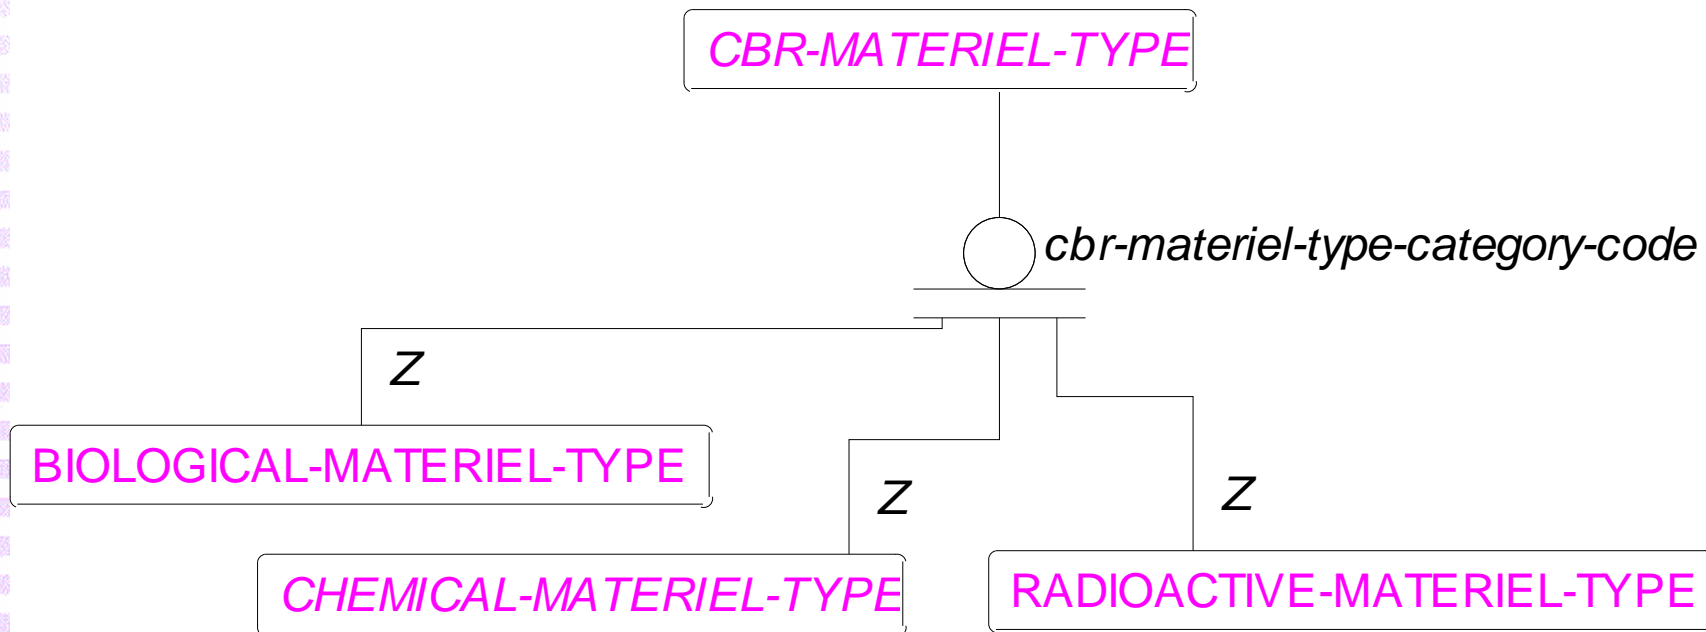 CBR-MATERIEL-TYPE
cbr-materiel-type-category-code
Z
BIOLOGICAL-MATERIEL-TYPE
Z
Z
CHEMICAL-MATERIEL-TYPE
RADIOACTIVE-MATERIEL-TYPE